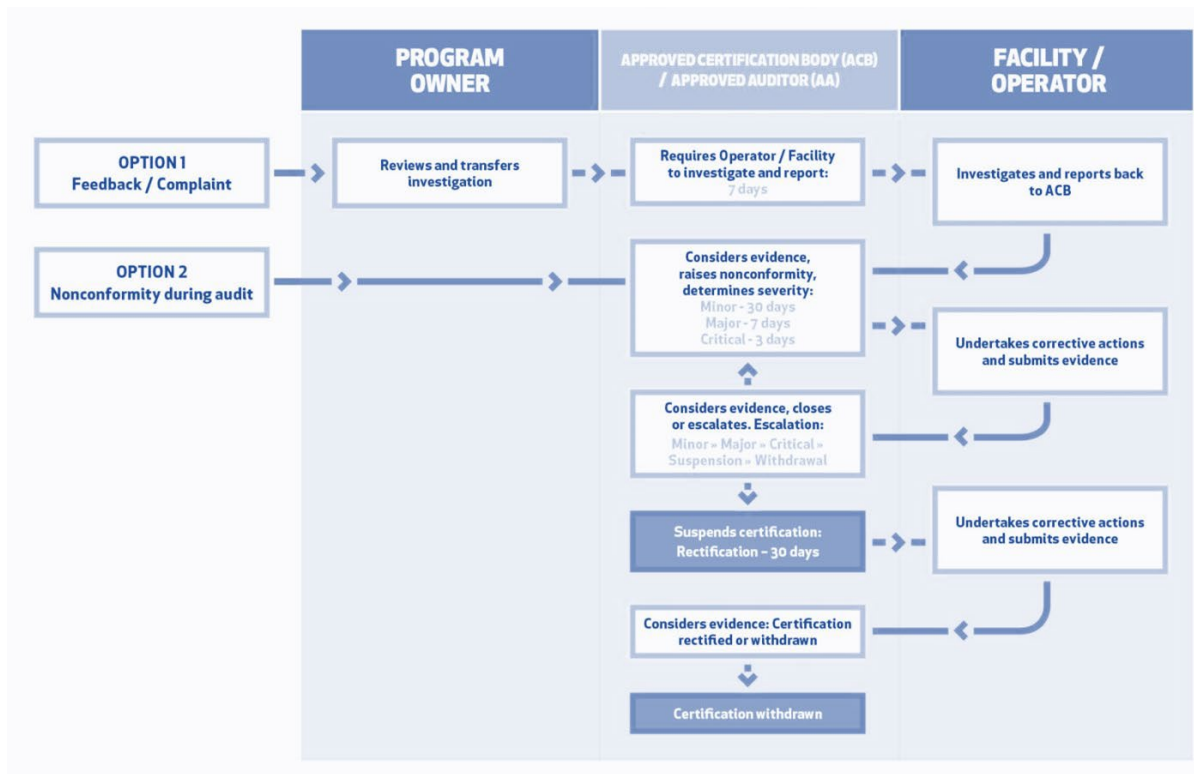 PROGRAM
OWNER
APPROVED CERTIFICATION BODY (ACB)
/ APPROVED AUDITOR (AA)
FACILITY /
OPERATOR
OPTION 1
Feedback / Complaint
Reviews and transfers
investigation
Requires Operator / Facility
to investigate and report:
7 days
Investigates and reports back
to ACB
OPTION 2
Nonconformity during audit
Considers evidence,
raises nonconformity,
determines severity:
Minor - 30 days
Major - 7 days
Critical - 3 days
Undertakes corrective actions
and submits evidence
Considers evidence, closes
or escalates. Escalation:
Minor » Major » Critical »
Suspension » Withdrawal
Suspends certification:
Rectification – 30 days
Undertakes corrective actions
and submits evidence
Considers evidence: Certification
rectified or withdrawn
Certification withdrawn